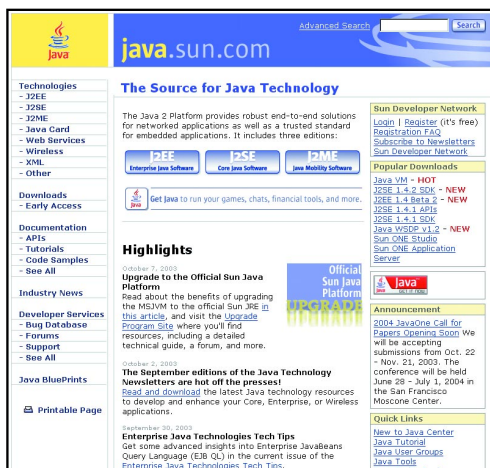 Java
java.sun.com
Advanced Search
Search
Technologies
- J2EE
- J2SE
- J2ME
- Java Card
- Web Services
- Wireless
- XML
- Other
Downloads
- Early Access
Documentation
- APIs
- Tutorials
- Code Samples
- See All
Industry News
Developer Services
- Bug Database
- Forums
- Support
- See All
Java BluePrints
Printable Page
The Source for Java Technology
The Java 2 Platform provides robust end-to-end solutions
for networked applications as well as a trusted standard
for embedded applications. It includes three editions:
J2EE
Enterprise Java Software
J2SE
Core Java Software
J2ME
Java Mobility Software
Get Java to run your games, chats, financial tools, and more.
Highlights
October 7, 2003
Upgrade to the Official Sun Java
Platform
Read about the benefits of upgrading
the MSJVM to the official Sun JRE in
this article, and visit the Upgrade
Program Site where you'll find
resources, including a detailed
technical guide, a forum, and more.
Official
Sun Java
Platform
UPGRADE
October 2, 2003
The September editions of the Java Technology
Newsletters are hot off the presses!
Read and download the latest Java technology resources
to develop and enhance your Core, Enterprise, or Wireless
applications.
September 30, 2003
Enterprise Java Technologies Tech Tips
Get some advanced insights into Enterprise JavaBeans
Query Language (EJB QL) in the current issue of the
Enterprise Java Technologies Tech Tips.
Sun Developer Network
Login | Register (it's free)
Registration FAQ
Subscribe to Newsletters
Sun Developer Network
Popular Downloads
Java VM - HOT
J2SE 1.4.2 SDK - NEW
J2EE 1.4 Beta 2 - NEW
J2SE 1.4.1 APIs
J2SE 1.4.1 SDK
Java WSDP v1.2 - NEW
Sun ONE Studio
Sun ONE Application
Server
Java
GET IT NOW
Announcement
2004 JavaOne Call for
Papers Opening Soon We
will be accepting
submissions from Oct. 22
- Nov. 21, 2003. The
conference will be held
June 28 - July 1, 2004 in
the San Francisco
Moscone Center.
Quick Links
New to Java Center
Java Tutorial
Java User Groups
Java Tools